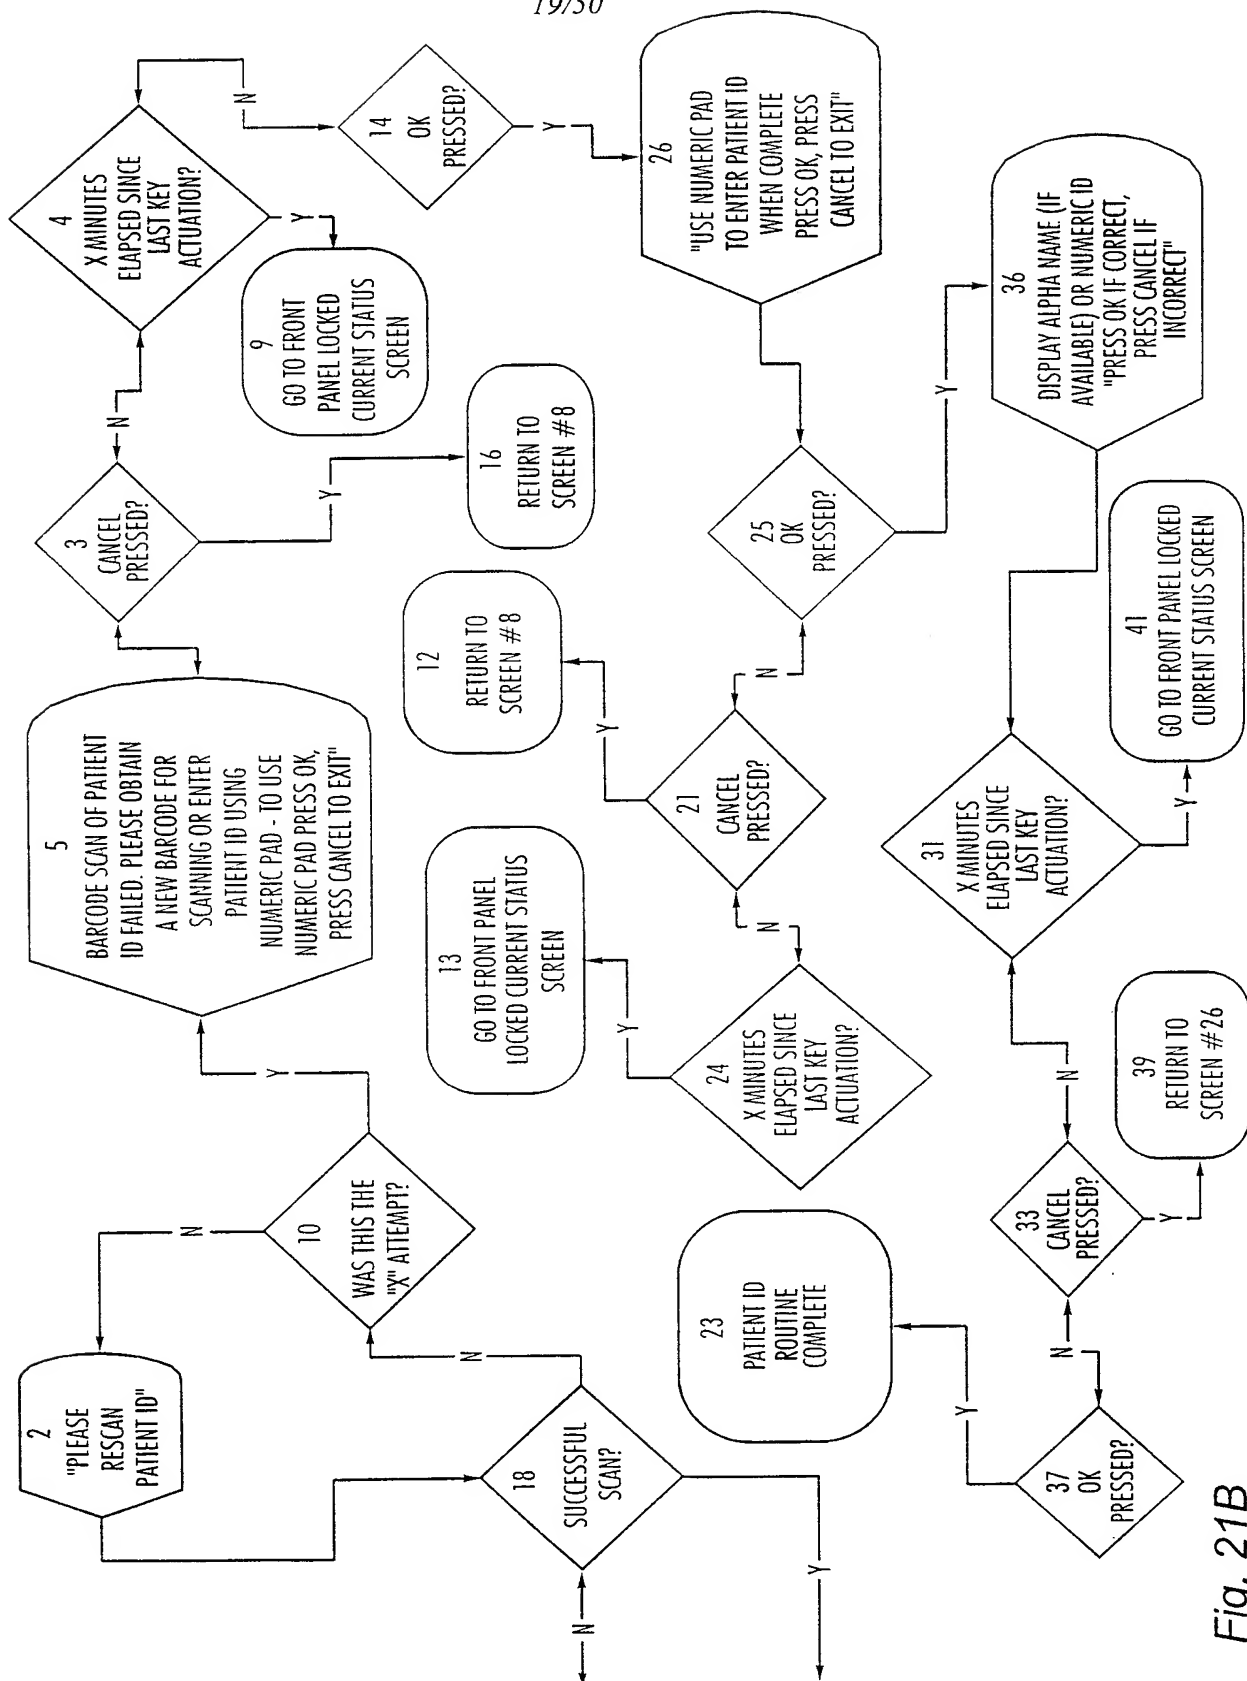 19/50
2
"PLEASE
RESCAN
PATIENT ID"
N
10
WAS THIS THE
"X" ATTEMPT?
Y
5
BARCODE SCAN OF PATIENT
ID FAILED. PLEASE OBTAIN
A NEW BARCODE FOR
SCANNING OR ENTER
PATIENT ID USING
NUMERIC PAD - TO USE
NUMERIC PAD PRESS OK,
PRESS CANCEL TO EXIT"
3
CANCEL
PRESSED?
N
Y
4
X MINUTES
ELAPSED SINCE
LAST KEY
ACTUATION?
Y
N
9
GO TO FRONT
PANEL LOCKED
CURRENT STATUS
SCREEN
16
RETURN TO
SCREEN #8
14
OK
PRESSED?
Y
18
SUCCESSFUL
SCAN?
N
N
Y
13
GO TO FRONT PANEL
LOCKED CURRENT STATUS
SCREEN
Y
12
RETURN TO
SCREEN #8
Y
26
"USE NUMERIC PAD
TO ENTER PATIENT ID
WHEN COMPLETE
PRESS OK, PRESS
CANCEL TO EXIT"
24
X MINUTES
ELAPSED SINCE
LAST KEY
ACTUATION?
N
21
CANCEL
PRESSED?
N
25
OK
PRESSED?
Y
23
PATIENT ID
ROUTINE
COMPLETE
Y
37
OK
PRESSED?
N
33
CANCEL
PRESSED?
N
Y
39
RETURN TO
SCREEN #26
31
X MINUTES
ELAPSED SINCE
LAST KEY
ACTUATION?
Y
41
GO TO FRONT PANEL LOCKED
CURRENT STATUS SCREEN
36
DISPLAY ALPHA NAME (IF
AVAILABLE) OR NUMERIC ID
"PRESS OK IF CORRECT,
PRESS CANCEL IF
INCORRECT"
Fig. 21B